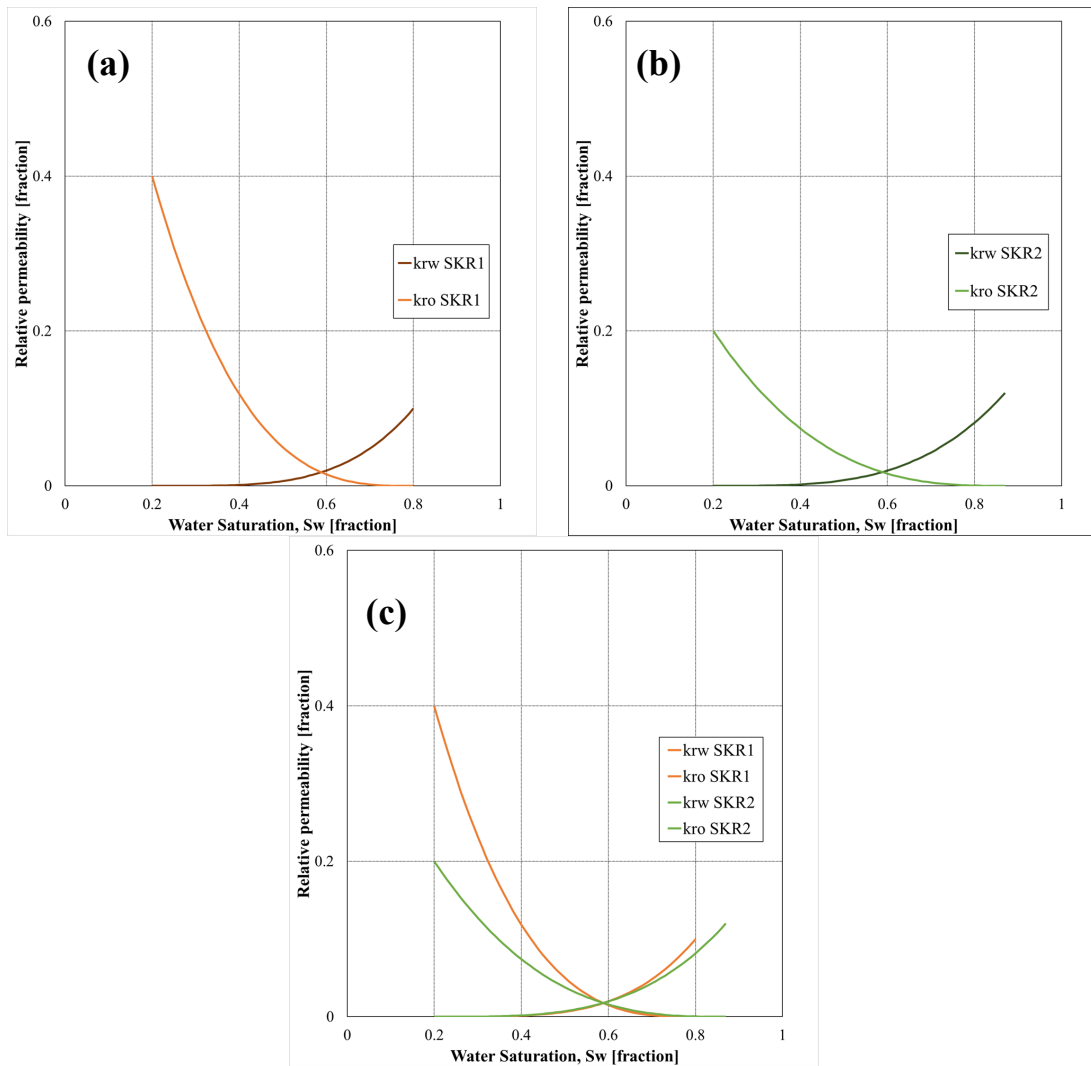 (a)
Relative permeability [fraction]
0.6
0.4
0.2
0
0
0.2
0.4
0.6
0.8
1
Water Saturation, Sw [fraction]
krw SKR1
kro SKR1
(b)
Relative permeability [fraction]
0.6
0.4
0.2
0
0
0.2
0.4
0.6
0.8
1
Water Saturation, Sw [fraction]
krw SKR2
kro SKR2
(c)
Relative permeability [fraction]
0.6
0.4
0.2
0
0
0.2
0.4
0.6
0.8
1
Water Saturation, Sw [fraction]
krw SKR1
kro SKR1
krw SKR2
kro SKR2